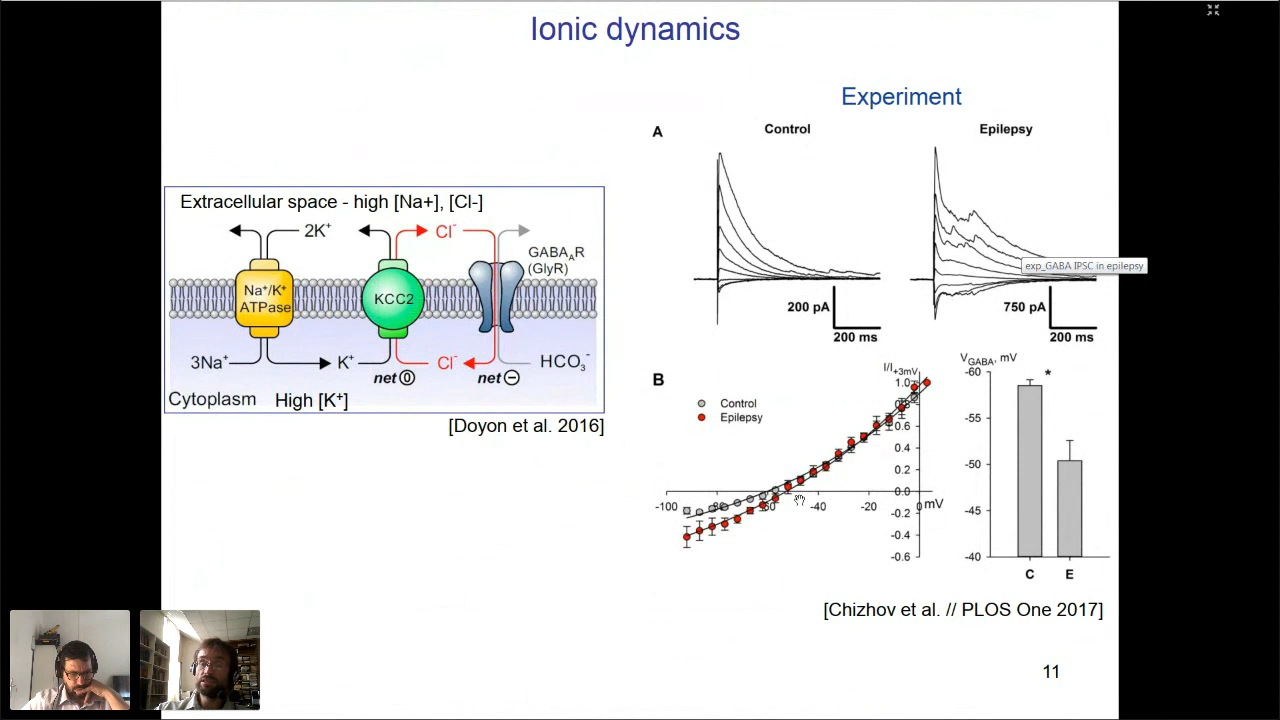 Ionic dynamics
Experiment
A
Control
Epilepsy
200 pA
200 ms
750 pA
200 ms
exp_GABA IPSC in epilepsy
Extracellular space - high [Na+], [Cl-]
2K⁺
Cl⁻
GABA_AR
(GlyR)
Na⁺/K⁺
ATPase
KCC2
3Na⁺
K⁺
Cl⁻
HCO₃⁻
net 0
net −
Cytoplasm
High [K⁺]
[Doyon et al. 2016]
B
Control
Epilepsy
I/I+3mV
1.0
0.8
0.6
0.4
0.2
0.0
-0.2
-0.4
-0.6
-100 -80 -60 -40 -20 0 mV
V_GABA, mV
-60
-55
-50
-45
-40
*
C E
[Chizhov et al. // PLOS One 2017]
11